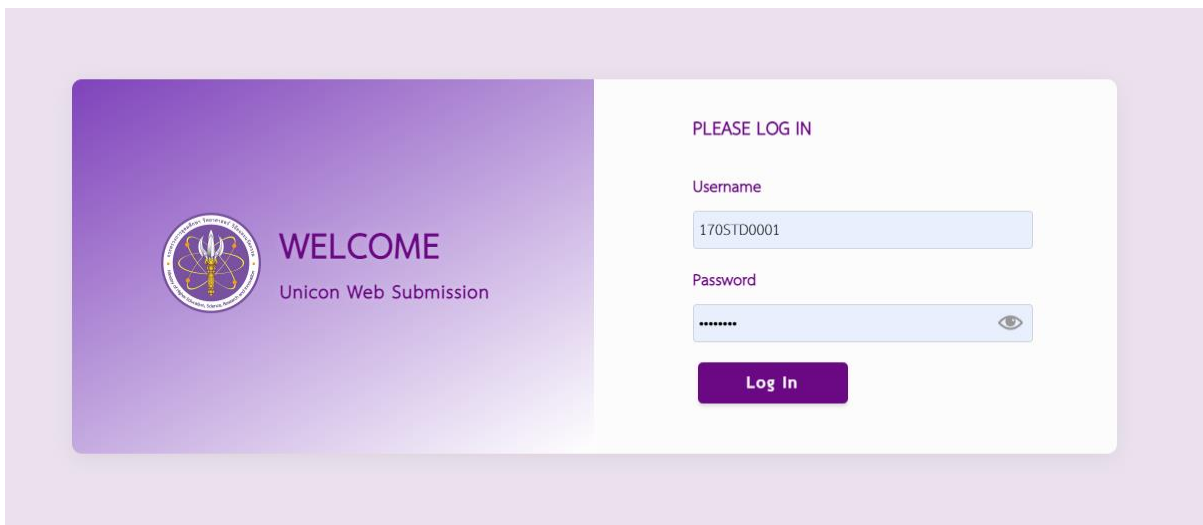 WELCOME
Unicon Web Submission
PLEASE LOG IN
Username
170STD0001
Password
••••••••
Log In